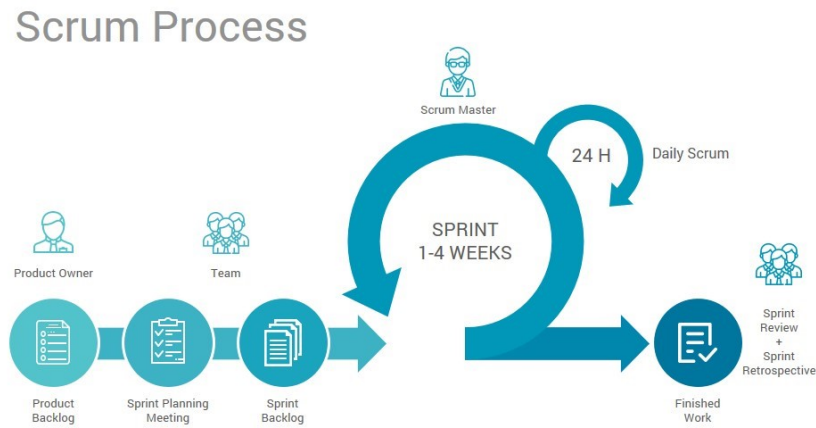 Scrum Process
Scrum Master
24 H
Daily Scrum
SPRINT
1-4 WEEKS
Product Owner
Team
Product
Backlog
Sprint Planning
Meeting
Sprint
Backlog
Finished
Work
Sprint
Review
+
Sprint
Retrospective